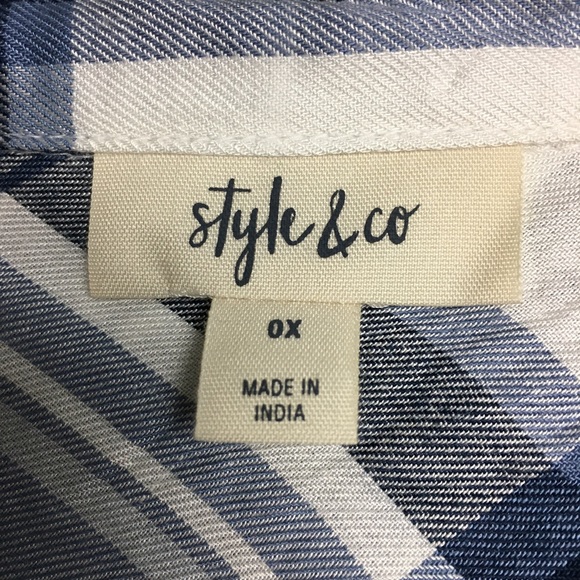 style & co
0X
MADE IN
INDIA